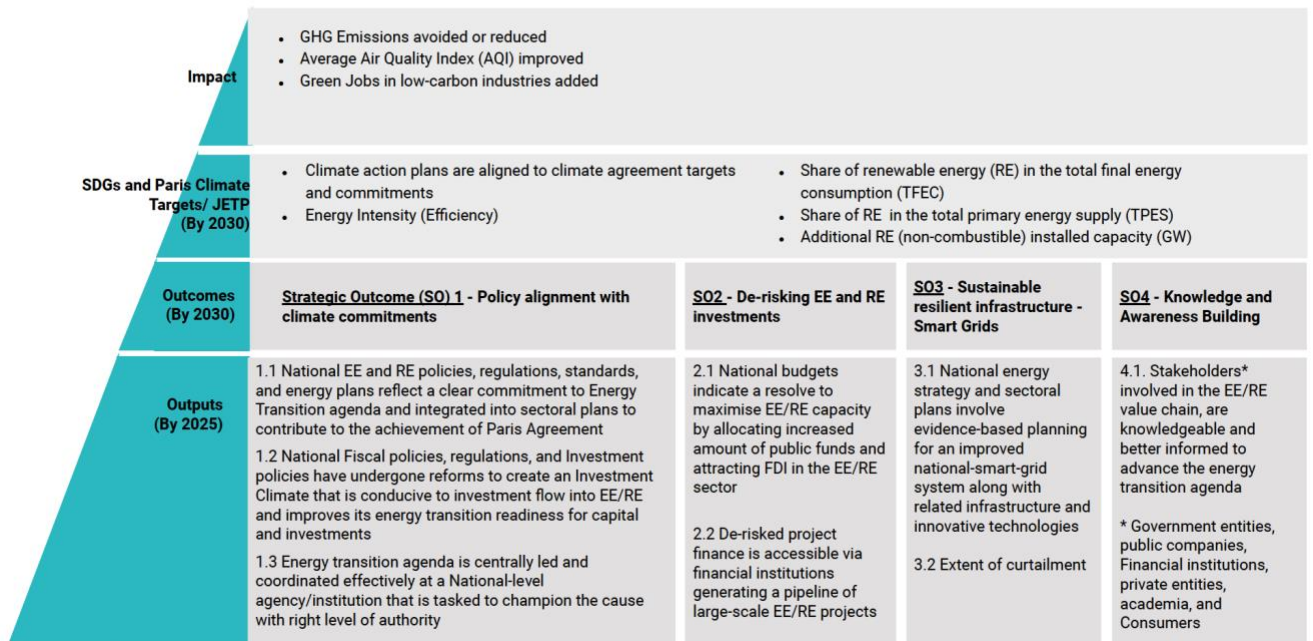 Impact
• GHG Emissions avoided or reduced
• Average Air Quality Index (AQI) improved
• Green Jobs in low-carbon industries added
SDGs and Paris Climate
Targets/ JETP
(By 2030)
• Climate action plans are aligned to climate agreement targets
and commitments
• Energy Intensity (Efficiency)
• Share of renewable energy (RE) in the total final energy
consumption (TFEC)
• Share of RE in the total primary energy supply (TPES)
• Additional RE (non-combustible) installed capacity (GW)
Outcomes
(By 2030)
Strategic Outcome (SO) 1 - Policy alignment with
climate commitments
SO2 - De-risking EE and RE
investments
SO3 - Sustainable
resilient infrastructure -
Smart Grids
SO4 - Knowledge and
Awareness Building
Outputs
(By 2025)
1.1 National EE and RE policies, regulations, standards,
and energy plans reflect a clear commitment to Energy
Transition agenda and integrated into sectoral plans to
contribute to the achievement of Paris Agreement
1.2 National Fiscal policies, regulations, and Investment
policies have undergone reforms to create an Investment
Climate that is conducive to investment flow into EE/RE
and improves its energy transition readiness for capital
and investments
1.3 Energy transition agenda is centrally led and
coordinated effectively at a National-level
agency/institution that is tasked to champion the cause
with right level of authority
2.1 National budgets
indicate a resolve to
maximise EE/RE capacity
by allocating increased
amount of public funds and
attracting FDI in the EE/RE
sector
2.2 De-risked project
finance is accessible via
financial institutions
generating a pipeline of
large-scale EE/RE projects
3.1 National energy
strategy and sectoral
plans involve
evidence-based planning
for an improved
national-smart-grid
system along with
related infrastructure and
innovative technologies
3.2 Extent of curtailment
4.1. Stakeholders*
involved in the EE/RE
value chain, are
knowledgeable and
better informed to
advance the energy
transition agenda
* Government entities,
public companies,
Financial institutions,
private entities,
academia, and
Consumers